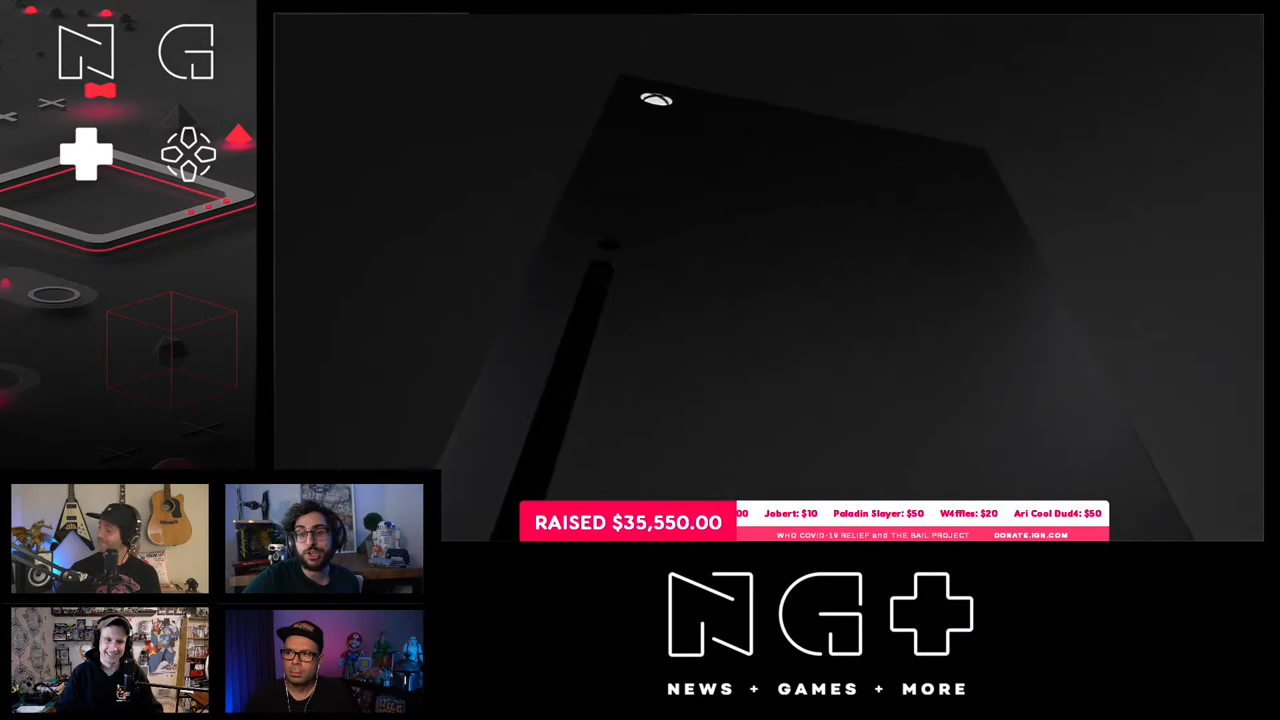 N G
RAISED $35,550.00
00 Jobert: $10 Paladin Slayer: $50 W4ffles: $20 Ari Cool Dud4: $50
WHO COVID-19 RELIEF and THE BAIL PROJECT DONATE.IGN.COM
NG+
NEWS + GAMES + MORE